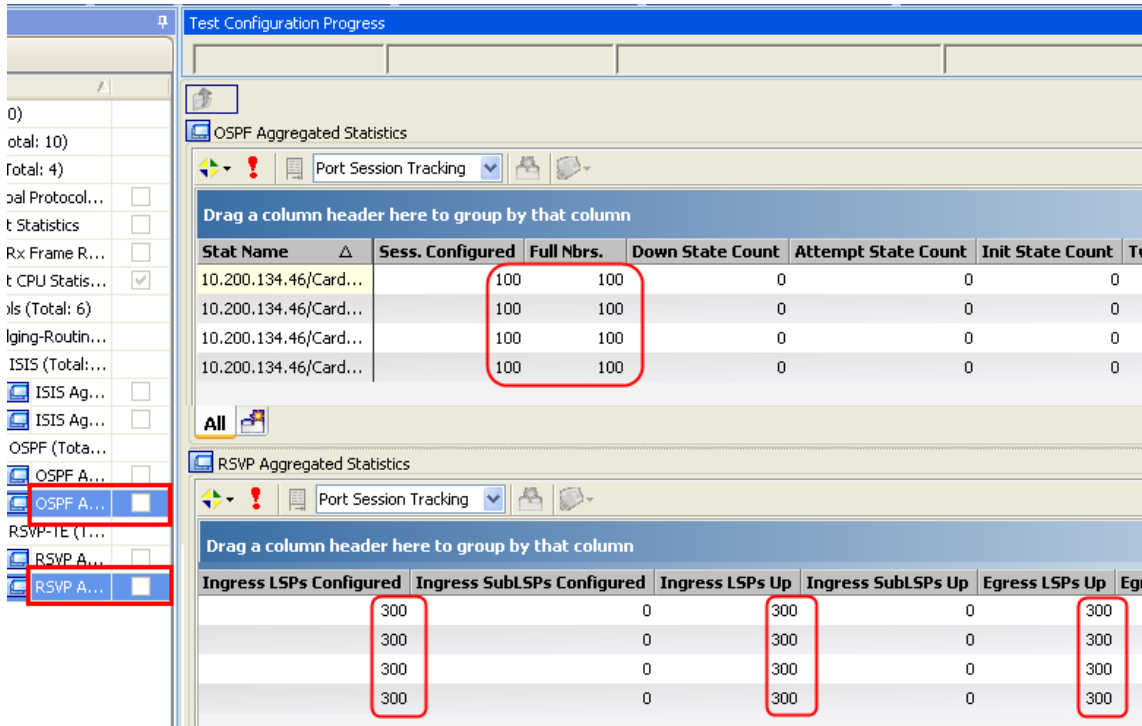 Test Configuration Progress
0)
otal: 10)
Total: 4)
bal Protocol...
t Statistics
Rx Frame R...
t CPU Statis...
ols (Total: 6)
dging-Routin...
ISIS (Total:...
ISIS Ag...
ISIS Ag...
OSPF (Tota...
OSPF A...
OSPF A...
RSVP-TE (T...
RSVP A...
RSVP A...
OSPF Aggregated Statistics
Port Session Tracking
Drag a column header here to group by that column
Stat Name Sess. Configured Full Nbrs. Down State Count Attempt State Count Init State Count
10.200.134.46/Card... 100 100 0 0 0
10.200.134.46/Card... 100 100 0 0 0
10.200.134.46/Card... 100 100 0 0 0
10.200.134.46/Card... 100 100 0 0 0
All
RSVP Aggregated Statistics
Port Session Tracking
Drag a column header here to group by that column
Ingress LSPs Configured Ingress SubLSPs Configured Ingress LSPs Up Ingress SubLSPs Up Egress LSPs Up
300 0 300 0 300
300 0 300 0 300
300 0 300 0 300
300 0 300 0 300